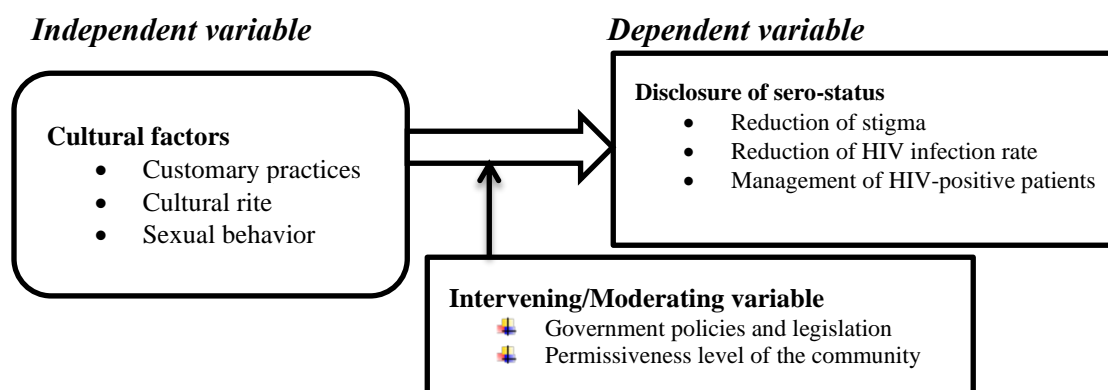 Independent variable
Dependent variable
Cultural factors
• Customary practices
• Cultural rite
• Sexual behavior
Disclosure of sero-status
• Reduction of stigma
• Reduction of HIV infection rate
• Management of HIV-positive patients
Intervening/Moderating variable
Government policies and legislation
Permissiveness level of the community